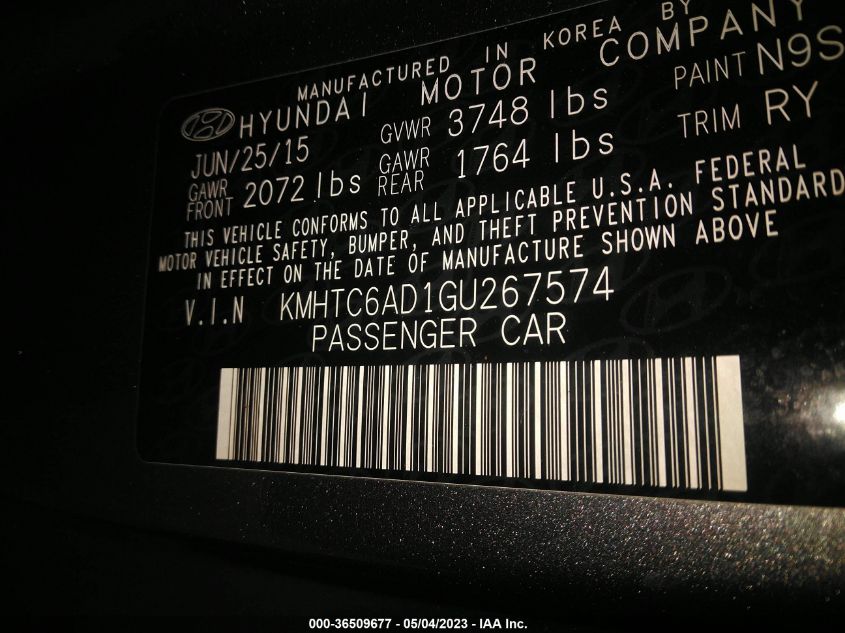 MANUFACTURED IN KOREA BY
HYUNDAI MOTOR COMPANY
JUN/25/15 GVWR 3748 lbs PAINT N9S
GAWR FRONT 2072 lbs GAWR REAR 1764 lbs TRIM RY
THIS VEHICLE CONFORMS TO ALL APPLICABLE U.S.A. FEDERAL
MOTOR VEHICLE SAFETY, BUMPER, AND THEFT PREVENTION STANDARD
IN EFFECT ON THE DATE OF MANUFACTURE SHOWN ABOVE
V.I.N KMHTC6AD1GU267574
PASSENGER CAR
000-36509677 - 05/04/2023 - IAA Inc.